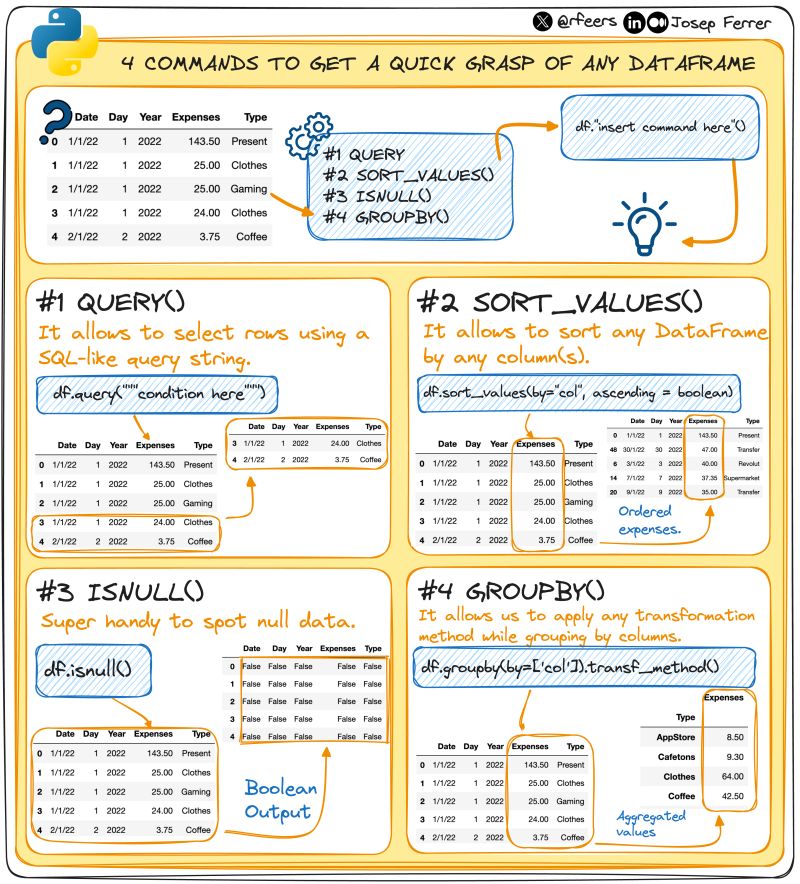 @rfeers Josep Ferrer
4 COMMANDS TO GET A QUICK GRASP OF ANY DATAFRAME
Date Day Year Expenses Type
0 1/1/22 1 2022 143.50 Present
1 1/1/22 1 2022 25.00 Clothes
2 1/1/22 1 2022 25.00 Gaming
3 1/1/22 1 2022 24.00 Clothes
4 2/1/22 2 2022 3.75 Coffee
#1 QUERY
#2 SORT_VALUES()
#3 ISNULL()
#4 GROUPBY()
df."insert command here"()
#1 QUERY()
It allows to select rows using a
SQL-like query string.
df.query("""condition here""")
Date Day Year Expenses Type
3 1/1/22 1 2022 24.00 Clothes
4 2/1/22 2 2022 3.75 Coffee
Date Day Year Expenses Type
0 1/1/22 1 2022 143.50 Present
1 1/1/22 1 2022 25.00 Clothes
2 1/1/22 1 2022 25.00 Gaming
3 1/1/22 1 2022 24.00 Clothes
4 2/1/22 2 2022 3.75 Coffee
#2 SORT_VALUES()
It allows to sort any DataFrame
by any column(s).
df.sort_values(by="col", ascending = boolean)
Date Day Year Expenses Type
0 1/1/22 1 2022 143.50 Present
1 1/1/22 1 2022 25.00 Clothes
2 1/1/22 1 2022 25.00 Gaming
3 1/1/22 1 2022 24.00 Clothes
4 2/1/22 2 2022 3.75 Coffee
Date Day Year Expenses Type
0 1/1/22 1 2022 143.50 Present
48 30/1/22 30 2022 47.00 Transfer
6 3/1/22 3 2022 40.00 Revolut
14 7/1/22 7 2022 37.35 Supermarket
20 9/1/22 9 2022 35.00 Transfer
Ordered
expenses.
#3 ISNULL()
Super handy to spot null data.
df.isnull()
Date Day Year Expenses Type
0 False False False False False
1 False False False False False
2 False False False False False
3 False False False False False
4 False False False False False
Date Day Year Expenses Type
0 1/1/22 1 2022 143.50 Present
1 1/1/22 1 2022 25.00 Clothes
2 1/1/22 1 2022 25.00 Gaming
3 1/1/22 1 2022 24.00 Clothes
4 2/1/22 2 2022 3.75 Coffee
Boolean
Output
#4 GROUPBY()
It allows us to apply any transformation
method while grouping by columns.
df.groupby(by=['col']).transf_method()
Date Day Year Expenses Type
0 1/1/22 1 2022 143.50 Present
1 1/1/22 1 2022 25.00 Clothes
2 1/1/22 1 2022 25.00 Gaming
3 1/1/22 1 2022 24.00 Clothes
4 2/1/22 2 2022 3.75 Coffee
Expenses
Type
AppStore 8.50
Cafetons 9.30
Clothes 64.00
Coffee 42.50
Aggregated
values